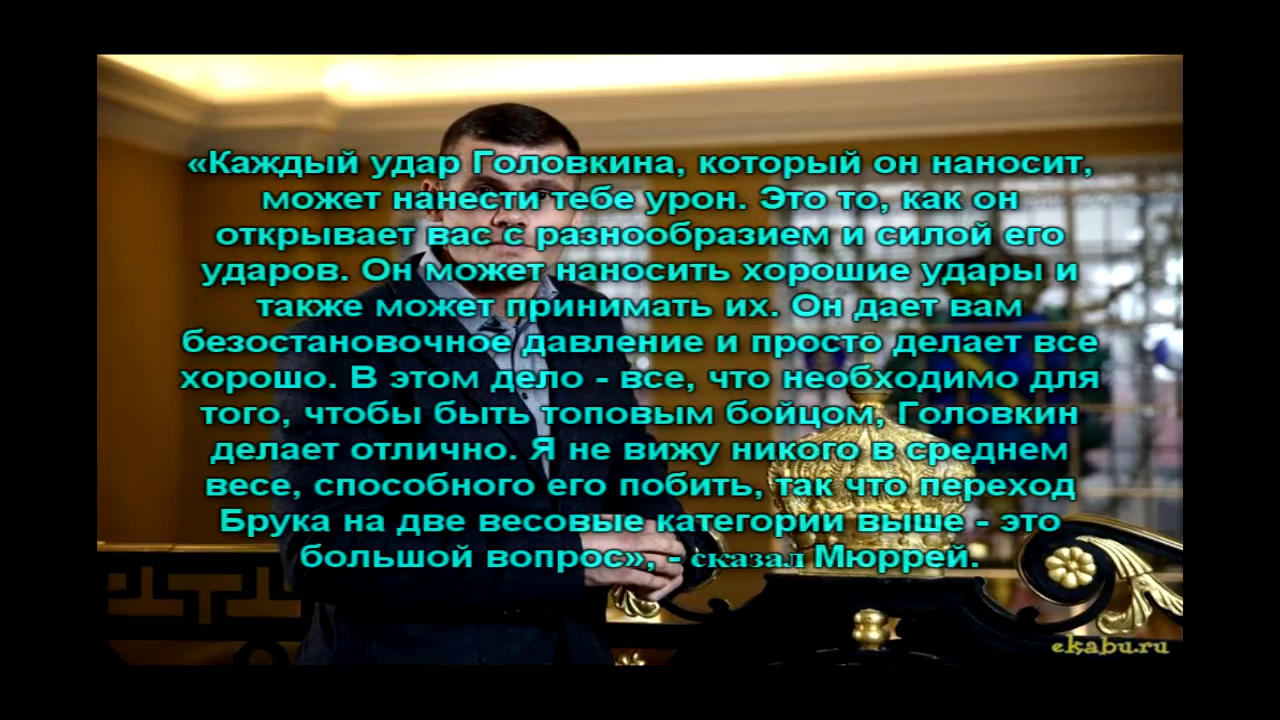 «Каждый удар Головкина, который он наносит,
может нанести тебе урон. Это то, как он
открывает вас с разнообразием и силой его
ударов. Он может наносить хорошие удары и
также может принимать их. Он дает вам
безостановочное давление и просто делает все
хорошо. В этом дело - все, что необходимо для
того, чтобы быть топовым бойцом, Головкин
делает отлично. Я не вижу никого в среднем
весе, способного его побить, так что переход
Брука на две весовые категории выше - это
большой вопрос», - сказал Мюррей.
ekabu.ru